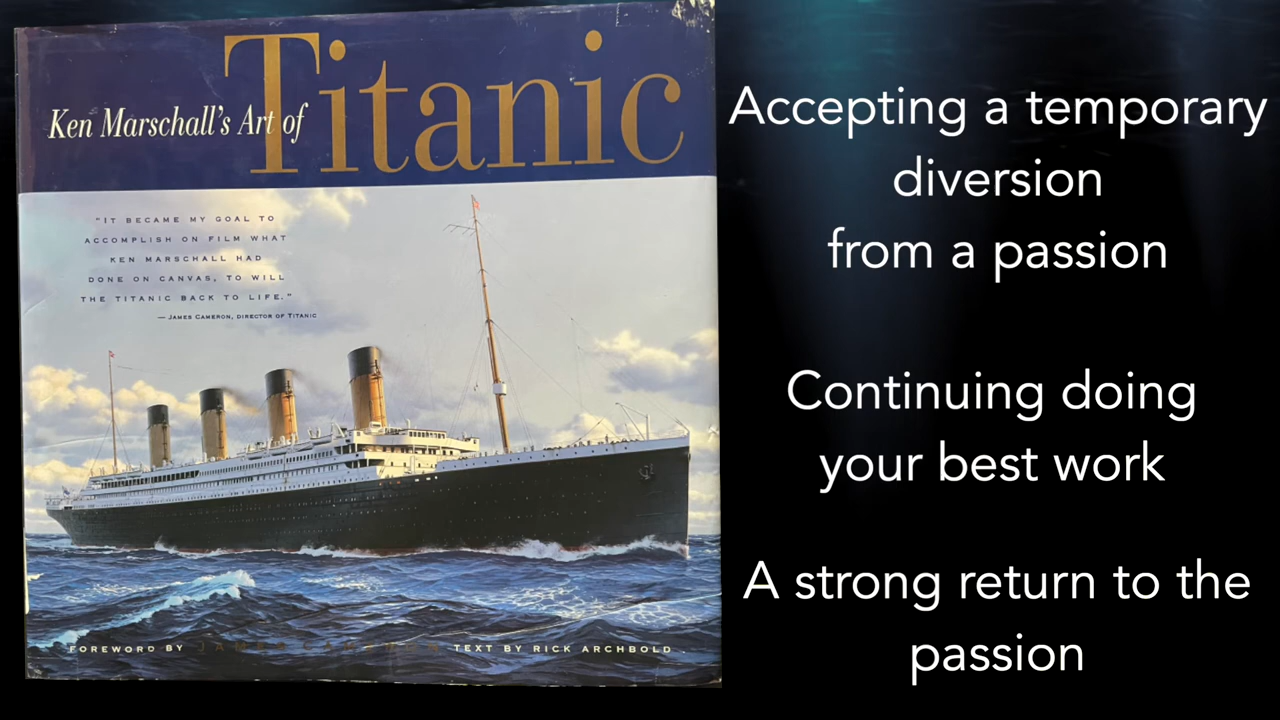 Ken Marschall's Art of Titanic
"IT BECAME MY GOAL TO
ACCOMPLISH ON FILM WHAT
KEN MARSCHALL HAD
DONE ON CANVAS, TO WILL
THE TITANIC BACK TO LIFE."
— JAMES CAMERON, DIRECTOR OF TITANIC
FOREWORD BY JAMES CAMERON TEXT BY RICK ARCHBOLD
Accepting a temporary
diversion
from a passion
Continuing doing
your best work
A strong return to the
passion